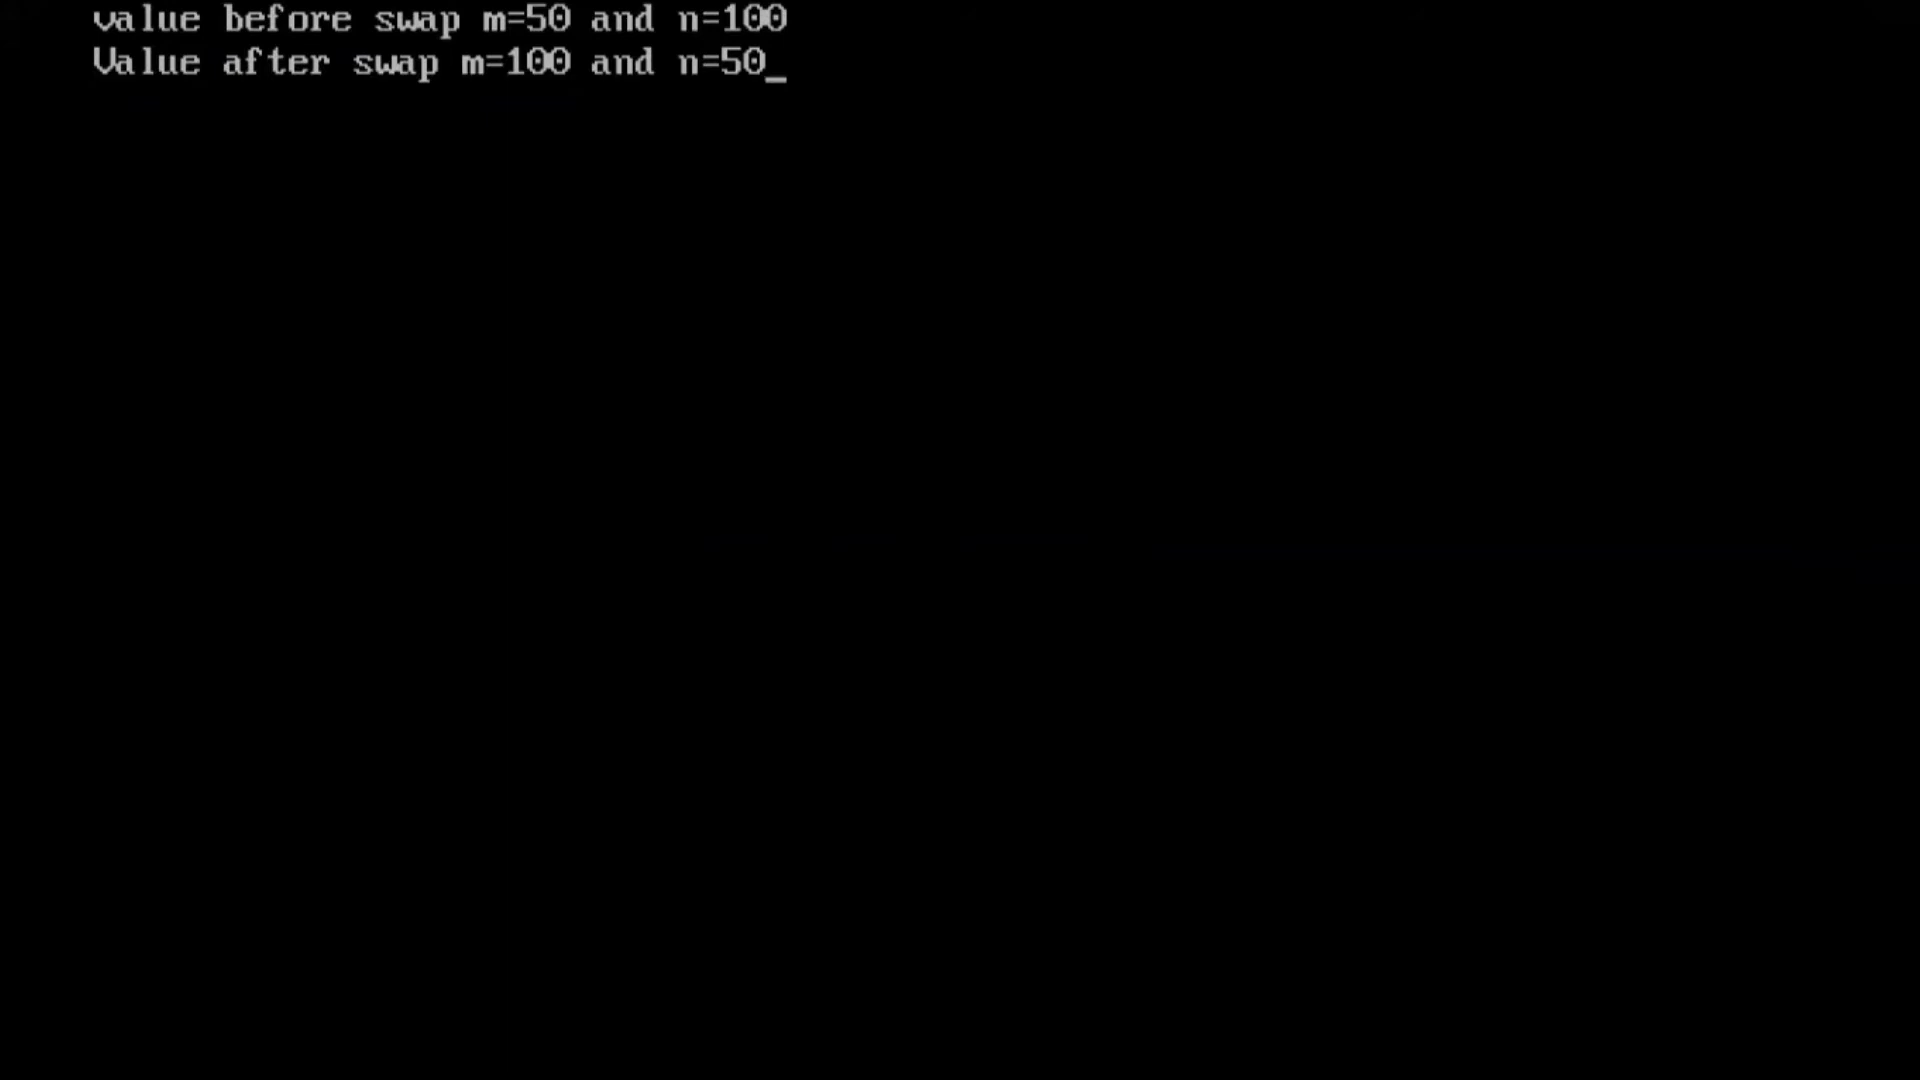 value before swap m=50 and n=100
Value after swap m=100 and n=50_